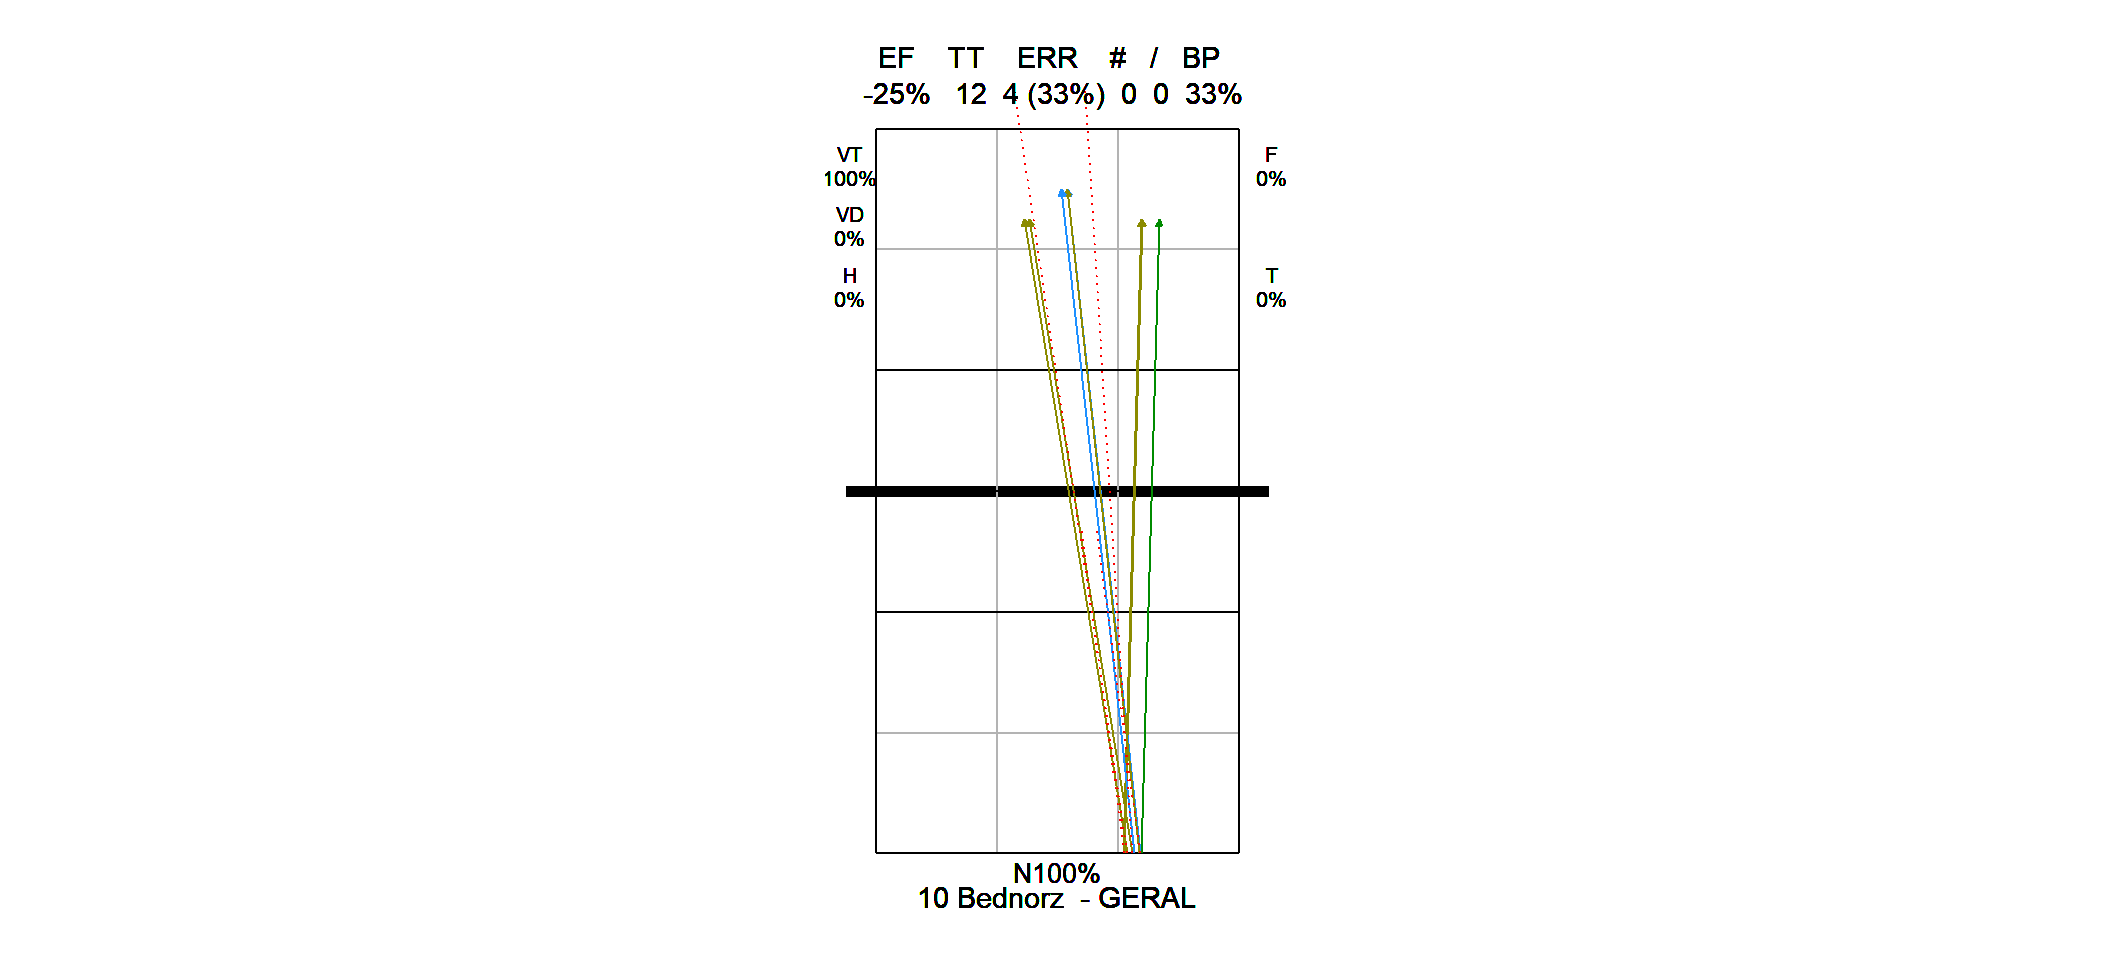 EF TT ERR # / BP
-25% 12 4 (33%) 0 0 33%
VT
100%
VD
0%
H
0%
F
0%
T
0%
N100%
10 Bednorz - GERAL